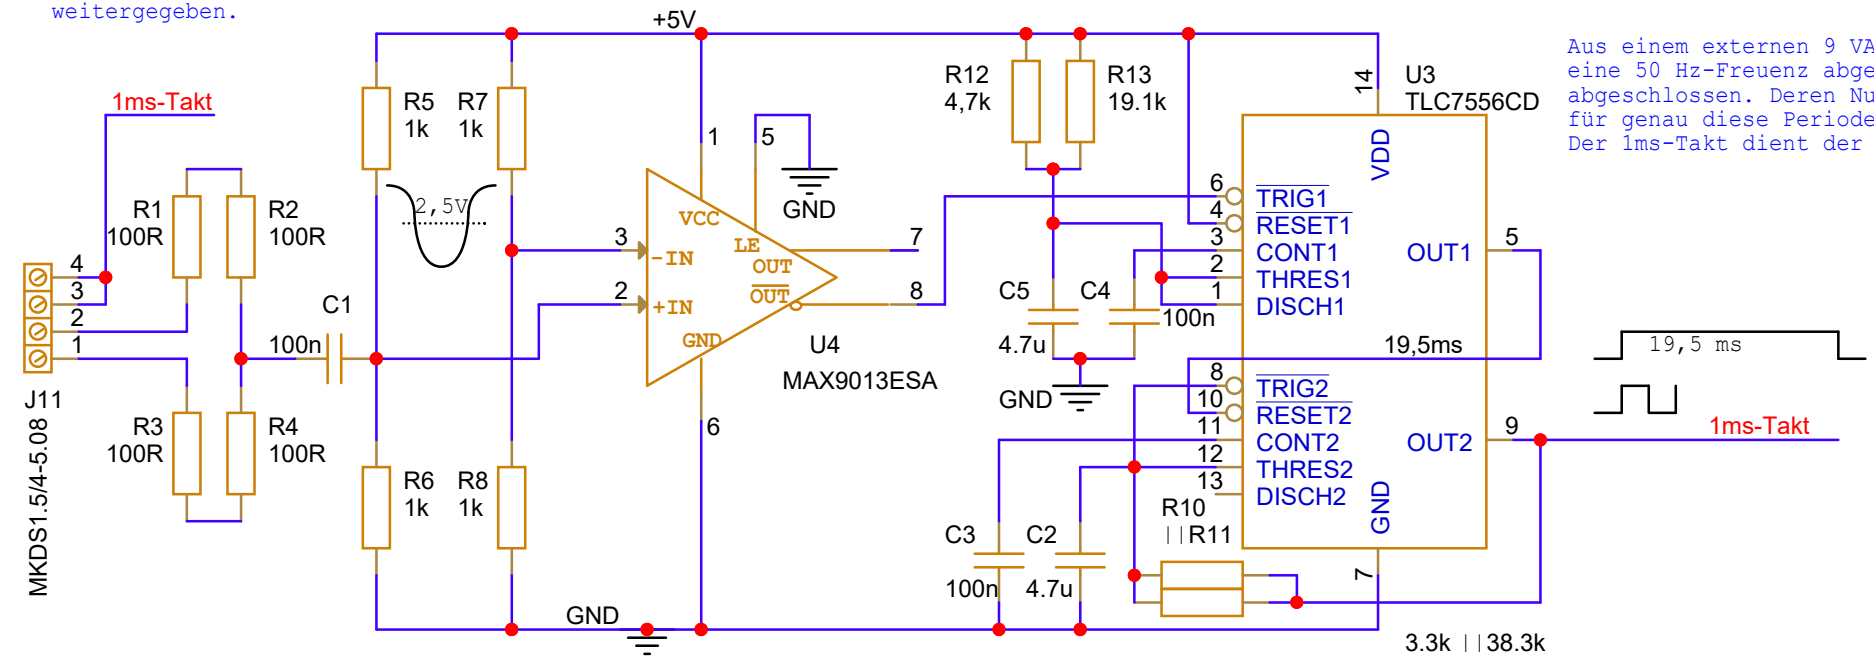 weitergegeben.
+5V
Aus einem externen 9 VA
eine 50 Hz-Freuenz abge
abgeschlossen. Deren Nu
für genau diese Periode
Der 1ms-Takt dient der
1ms-Takt
R5
1k
R7
1k
R12
4,7k
R13
19.1k
14
U3
TLC7556CD
R1
100R
R2
100R
2,5V
1
5
VCC
LE
GND
3
-IN
OUT
7
2
+IN
OUT
8
GND
6
U4
MAX9013ESA
VDD
6
TRIG1
4
RESET1
3
CONT1
2
THRES1
1
DISCH1
OUT1
5
4
3
2
1
J11
MKDS1.5/4-5.08
C1
100n
C5
4.7u
C4
100n
GND
19,5ms
19,5 ms
8
TRIG2
10
RESET2
11
CONT2
12
THRES2
13
DISCH2
OUT2
9
1ms-Takt
GND
7
R3
100R
R4
100R
R6
1k
R8
1k
R10
||R11
C3
100n
C2
4.7u
GND
3.3k ||38.3k